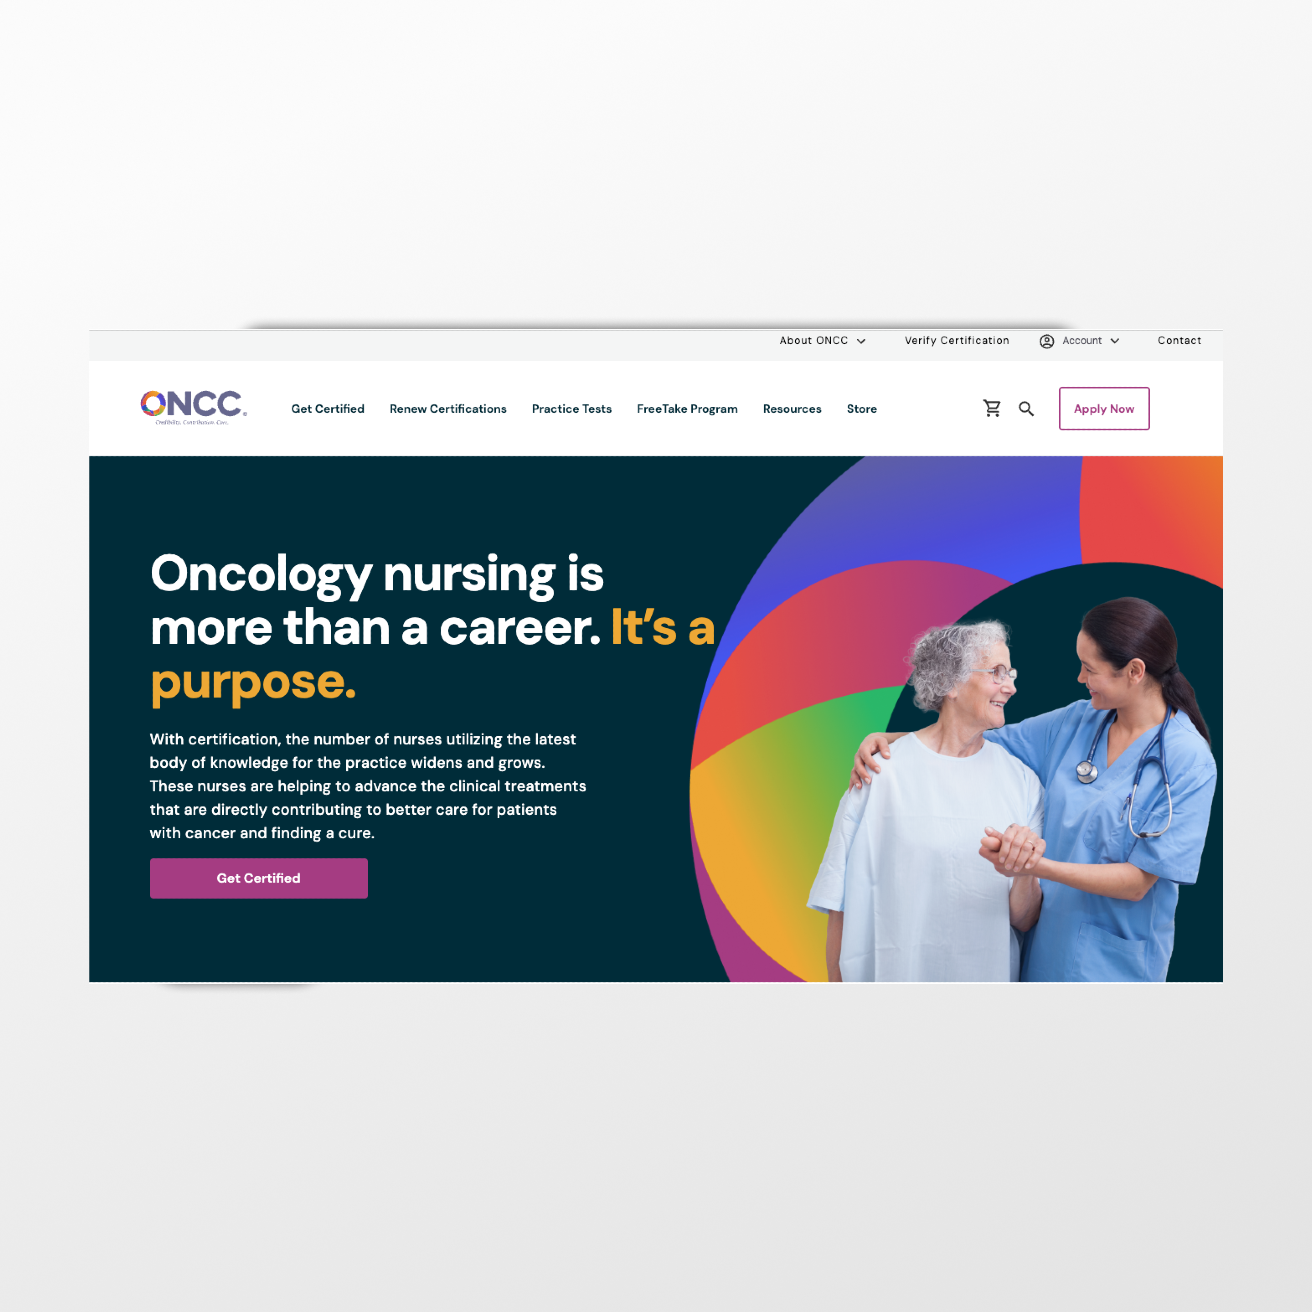 About ONCC
Verify Certification
Account
Contact
ONCC®
Get Certified
Renew Certifications
Practice Tests
FreeTake Program
Resources
Store
Apply Now
Oncology nursing is
more than a career. It’s a
purpose.
With certification, the number of nurses utilizing the latest
body of knowledge for the practice widens and grows.
These nurses are helping to advance the clinical treatments
that are directly contributing to better care for patients
with cancer and finding a cure.
Get Certified